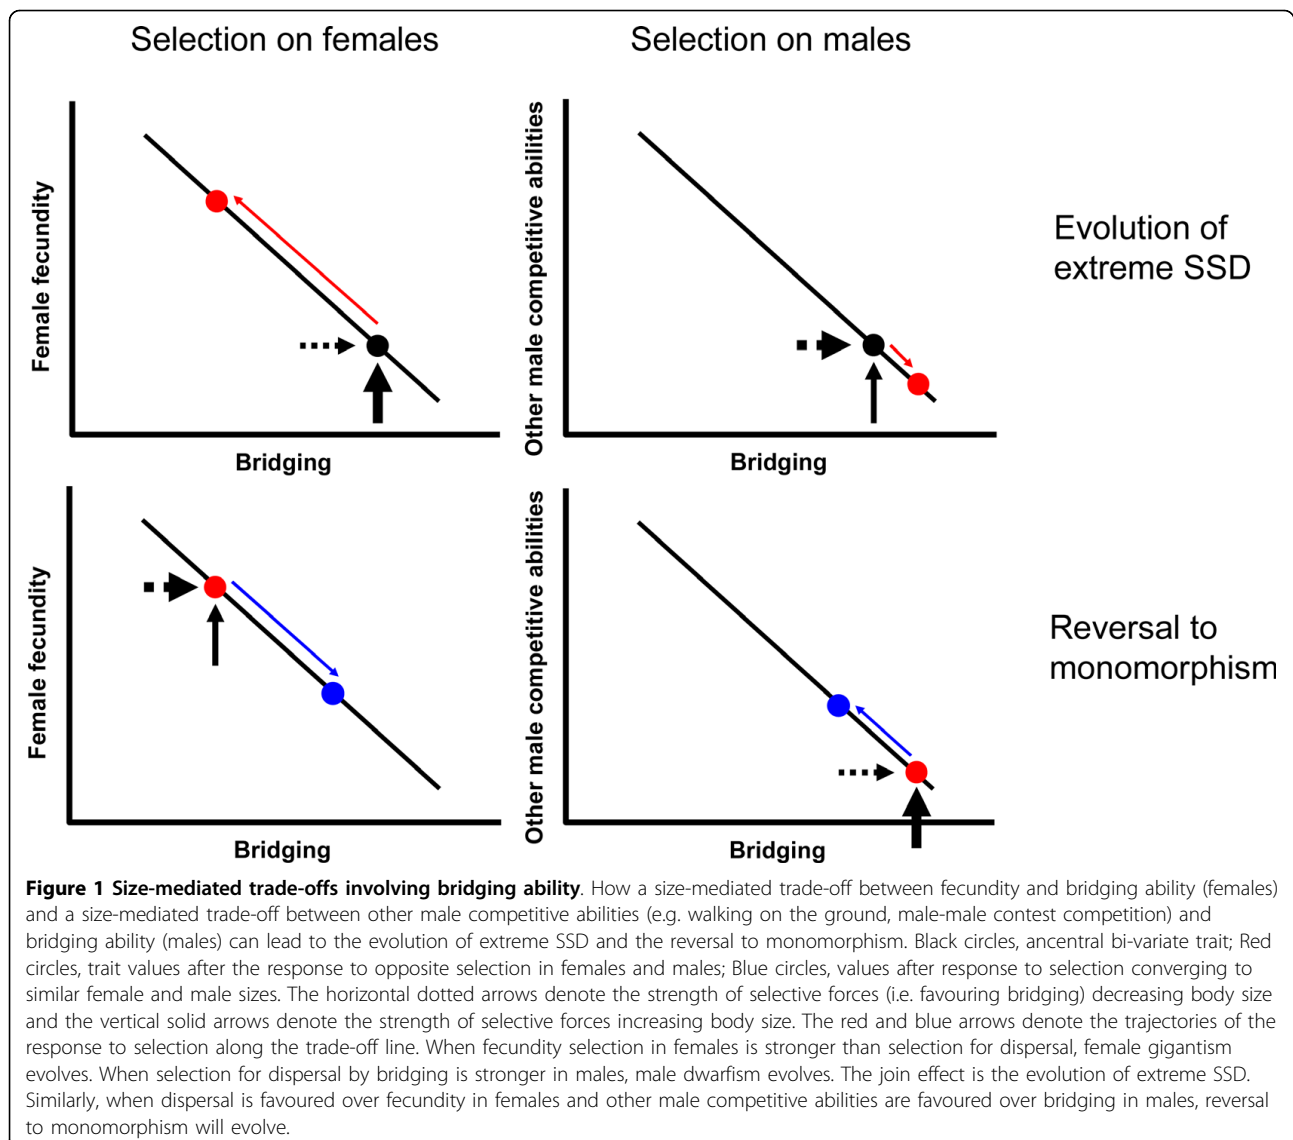 Selection on females
Selection on males
Female fecundity
Bridging
Other male competitive abilities
Bridging
Evolution of
extreme SSD
Female fecundity
Bridging
Other male competitive abilities
Bridging
Reversal to
monomorphism
Figure 1 Size-mediated trade-offs involving bridging ability. How a size-mediated trade-off between fecundity and bridging ability (females)
and a size-mediated trade-off between other male competitive abilities (e.g. walking on the ground, male-male contest competition) and
bridging ability (males) can lead to the evolution of extreme SSD and the reversal to monomorphism. Black circles, ancentral bi-variate trait; Red
circles, trait values after the response to opposite selection in females and males; Blue circles, values after response to selection converging to
similar female and male sizes. The horizontal dotted arrows denote the strength of selective forces (i.e. favouring bridging) decreasing body size
and the vertical solid arrows denote the strength of selective forces increasing body size. The red and blue arrows denote the trajectories of the
response to selection along the trade-off line. When fecundity selection in females is stronger than selection for dispersal, female gigantism
evolves. When selection for dispersal by bridging is stronger in males, male dwarfism evolves. The join effect is the evolution of extreme SSD.
Similarly, when dispersal is favoured over fecundity in females and other male competitive abilities are favoured over bridging in males, reversal
to monomorphism will evolve.